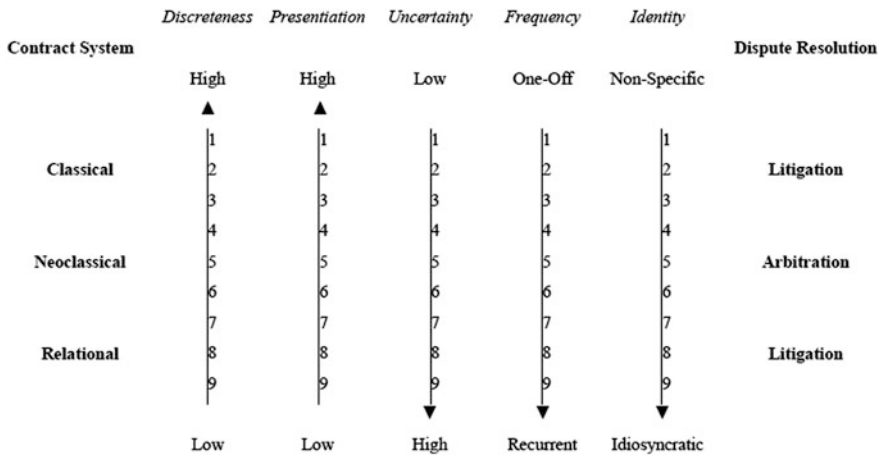 Discreteness Presentiation Uncertainty Frequency Identity
Contract System Dispute Resolution
High High Low One-Off Non-Specific
1 1 1 1 1
Classical 2 2 2 2 2 Litigation
3 3 3 3 3
4 4 4 4 4
Neoclassical 5 5 5 5 5 Arbitration
6 6 6 6 6
7 7 7 7 7
Relational 8 8 8 8 8 Litigation
9 9 9 9 9
Low Low High Recurrent Idiosyncratic